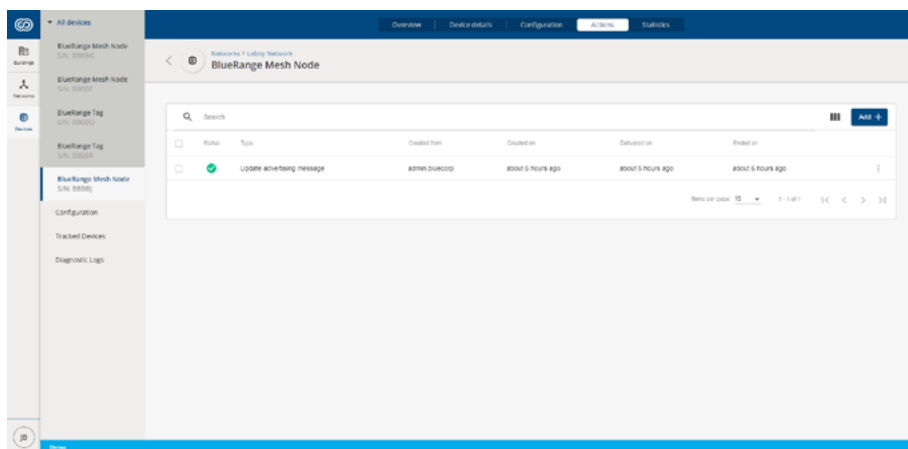 All devices
Overview Device details Configuration Actions Statistics
BlueRange Mesh Node
Buildings
Networks > Lobby Network
BlueRange Mesh Node
BlueRange Mesh Node
Networks
BlueRange Tag
Search
Add +
Devices
Status Type Created from Created on Delivered on Ended on
BlueRange Tag
Update advertising message admin.bluecorp about 6 hours ago about 6 hours ago about 6 hours ago
BlueRange Mesh Node
S/N: BBBBJ
Items per page: 15 1 - 1 of 1
Configuration
Tracked Devices
Diagnostic Logs
JB